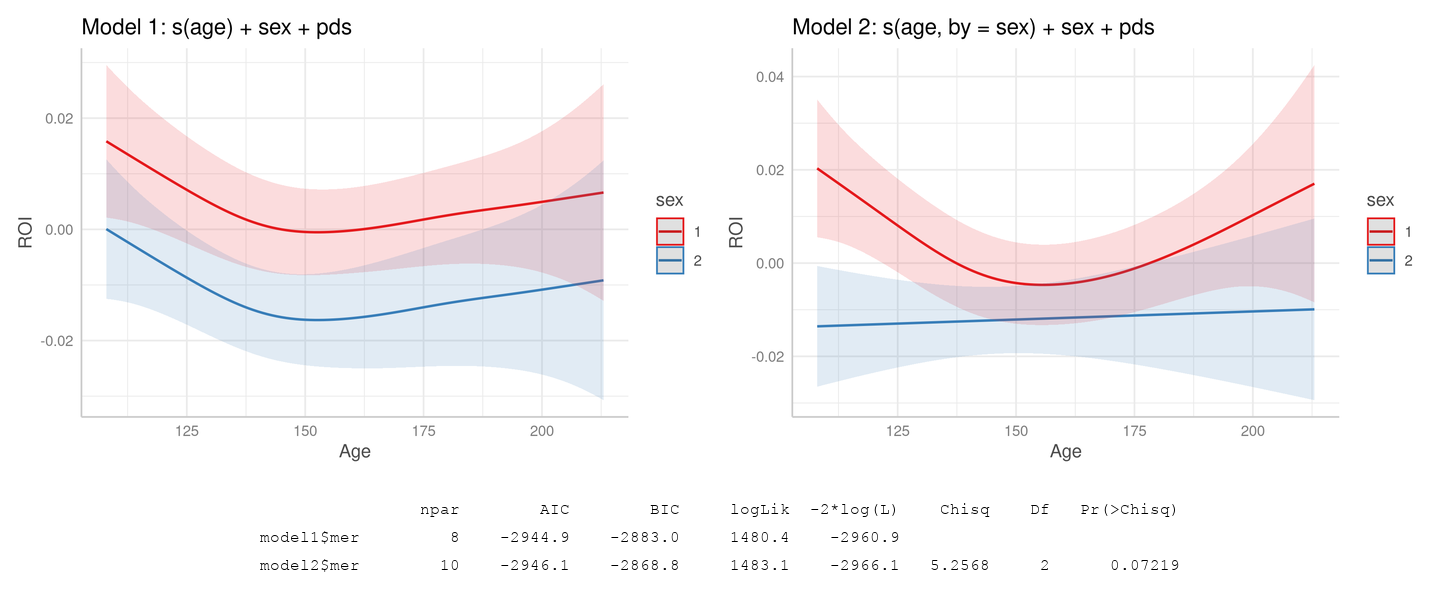 Model 1: s(age) + sex + pds
0.02
0.00
-0.02
ROI
125 150 175 200
Age
sex
1
2
Model 2: s(age, by = sex) + sex + pds
0.04
0.02
0.00
-0.02
ROI
125 150 175 200
Age
sex
1
2
npar AIC BIC logLik -2*log(L) Chisq Df Pr(>Chisq)
model1$mer 8 -2944.9 -2883.0 1480.4 -2960.9
model2$mer 10 -2946.1 -2868.8 1483.1 -2966.1 5.2568 2 0.07219